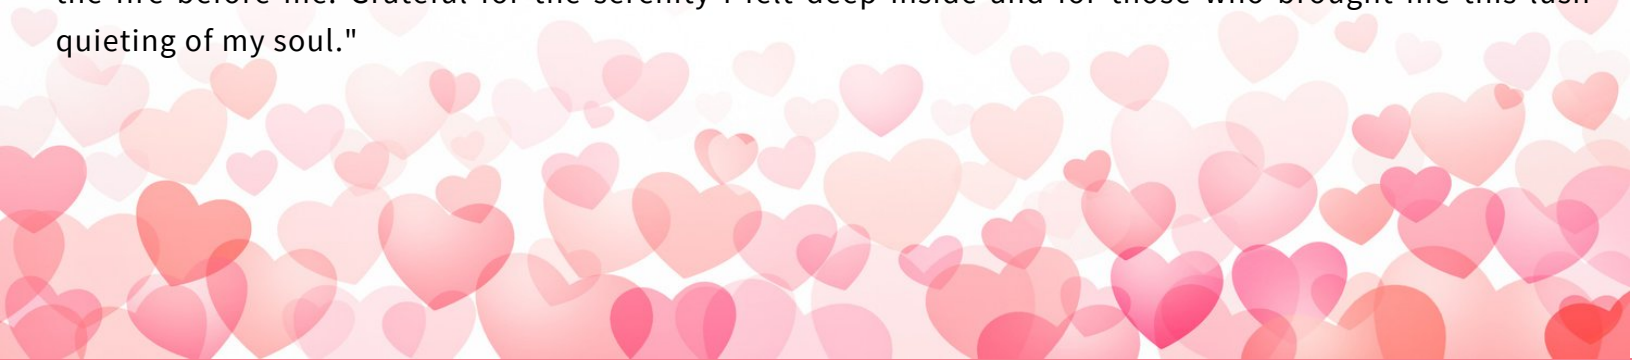 the fire before me. Grateful for the serenity I felt deep inside and for those who brought me this lush
quieting of my soul."